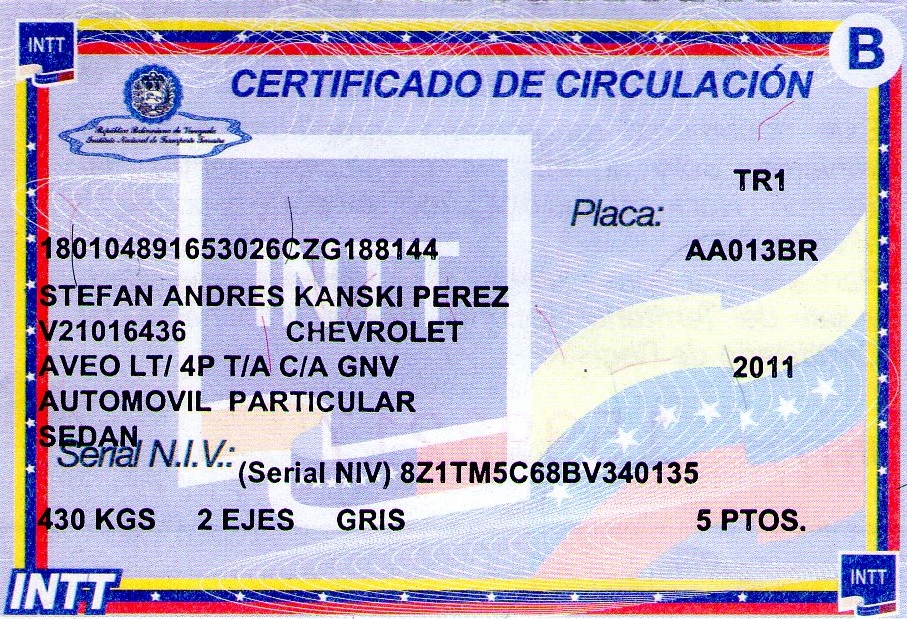 INTT
B
CERTIFICADO DE CIRCULACIÓN
República Bolivariana de Venezuela
Instituto Nacional de Transporte Terrestre
TR1
Placa:
180104891653026CZG188144 AA013BR
STEFAN ANDRES KANSKI PEREZ
V21016436 CHEVROLET
AVEO LT/ 4P T/A C/A GNV 2011
AUTOMOVIL PARTICULAR
SEDAN
Serial N.I.V.:
(Serial NIV) 8Z1TM5C68BV340135
430 KGS 2 EJES GRIS 5 PTOS.
INTT
INTT
INTT